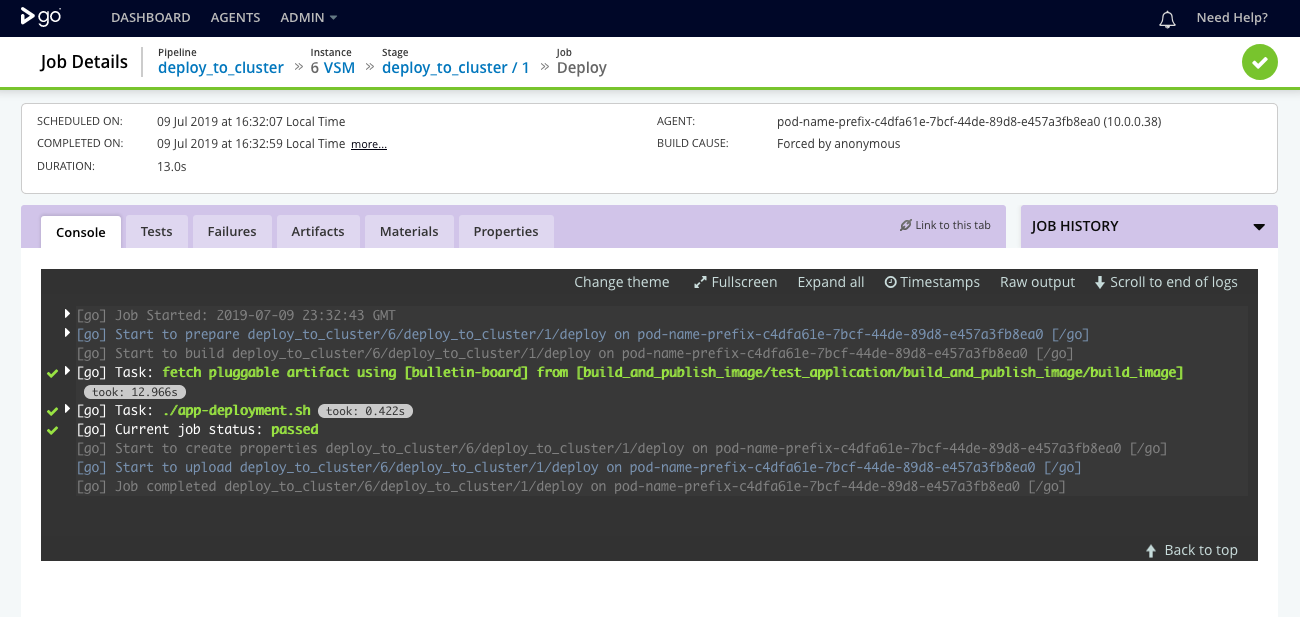 go DASHBOARD AGENTS ADMIN Need Help?
Job Details
Pipeline Instance Stage Job
deploy_to_cluster » 6 VSM » deploy_to_cluster / 1 » Deploy
SCHEDULED ON: 09 Jul 2019 at 16:32:07 Local Time AGENT: pod-name-prefix-c4dfa61e-7bcf-44de-89d8-e457a3fb8ea0 (10.0.0.38)
COMPLETED ON: 09 Jul 2019 at 16:32:59 Local Time more... BUILD CAUSE: Forced by anonymous
DURATION: 13.0s
Console Tests Failures Artifacts Materials Properties Link to this tab JOB HISTORY
Change theme Fullscreen Expand all Timestamps Raw output Scroll to end of logs
[go] Job Started: 2019-07-09 23:32:43 GMT
[go] Start to prepare deploy_to_cluster/6/deploy_to_cluster/1/deploy on pod-name-prefix-c4dfa61e-7bcf-44de-89d8-e457a3fb8ea0 [/go]
[go] Start to build deploy_to_cluster/6/deploy_to_cluster/1/deploy on pod-name-prefix-c4dfa61e-7bcf-44de-89d8-e457a3fb8ea0 [/go]
[go] Task: fetch pluggable artifact using [bulletin-board] from [build_and_publish_image/test_application/build_and_publish_image/build_image]
took: 12.966s
[go] Task: ./app-deployment.sh took: 0.422s
[go] Current job status: passed
[go] Start to create properties deploy_to_cluster/6/deploy_to_cluster/1/deploy on pod-name-prefix-c4dfa61e-7bcf-44de-89d8-e457a3fb8ea0 [/go]
[go] Start to upload deploy_to_cluster/6/deploy_to_cluster/1/deploy on pod-name-prefix-c4dfa61e-7bcf-44de-89d8-e457a3fb8ea0 [/go]
[go] Job completed deploy_to_cluster/6/deploy_to_cluster/1/deploy on pod-name-prefix-c4dfa61e-7bcf-44de-89d8-e457a3fb8ea0 [/go]
Back to top